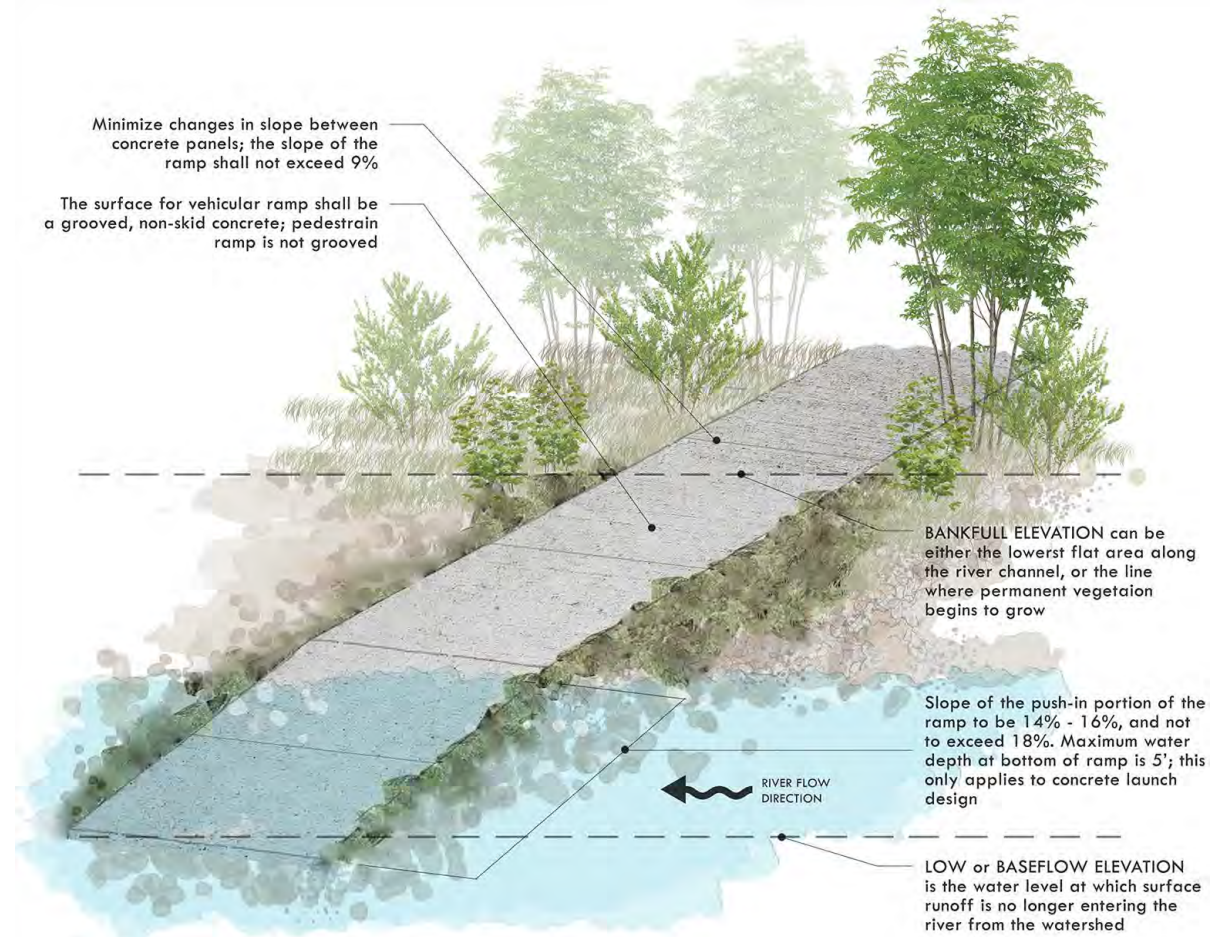 Minimize changes in slope between
concrete panels; the slope of the
ramp shall not exceed 9%
The surface for vehicular ramp shall be
a grooved, non-skid concrete; pedestrain
ramp is not grooved
BANKFULL ELEVATION can be
either the lowerst flat area along
the river channel, or the line
where permanent vegetaion
begins to grow
Slope of the push-in portion of the
ramp to be 14% - 16%, and not
to exceed 18%. Maximum water
depth at bottom of ramp is 5'; this
only applies to concrete launch
design
RIVER FLOW
DIRECTION
LOW or BASEFLOW ELEVATION
is the water level at which surface
runoff is no longer entering the
river from the watershed